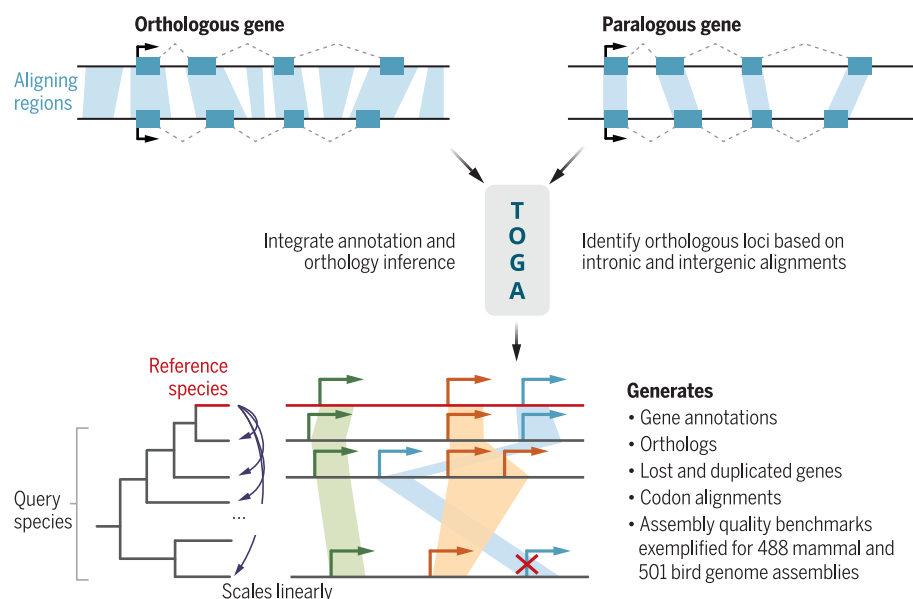 Orthologous gene
Paralogous gene
Aligning
regions
T
O
G
A
Integrate annotation and
orthology inference
Identify orthologous loci based on
intronic and intergenic alignments
Reference
species
Query
species
...
Scales linearly
Generates
• Gene annotations
• Orthologs
• Lost and duplicated genes
• Codon alignments
• Assembly quality benchmarks
exemplified for 488 mammal and
501 bird genome assemblies